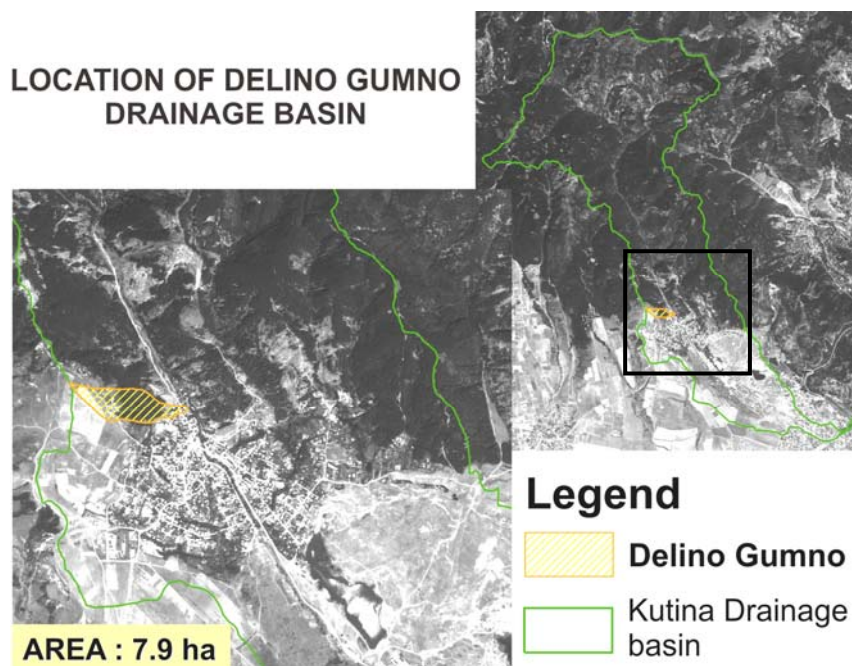 LOCATION OF DELINO GUMNO
DRAINAGE BASIN
AREA : 7.9 ha
Legend
Delino Gumno
Kutina Drainage
basin